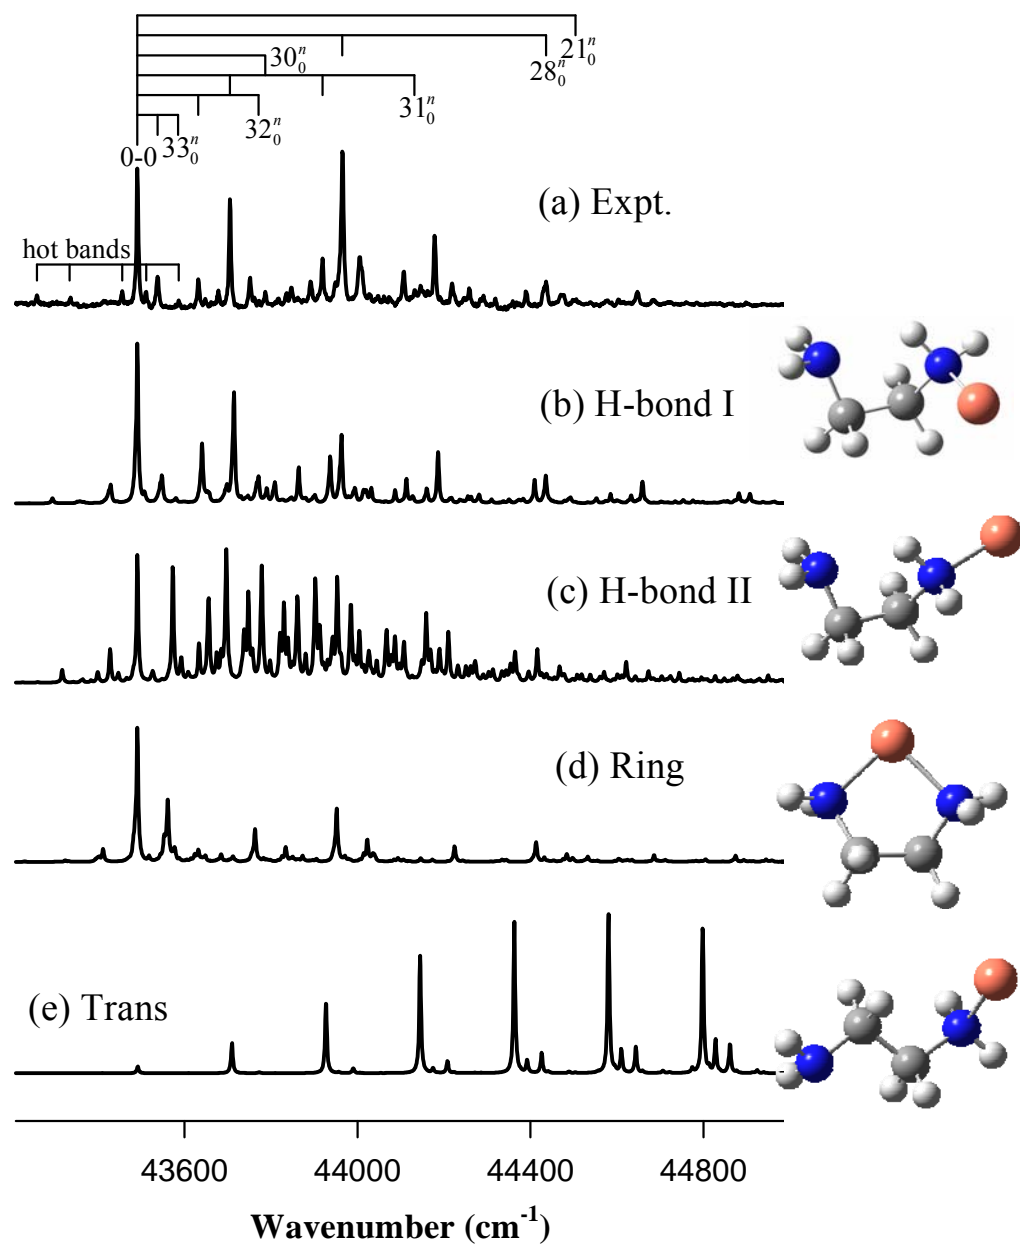 21₀ⁿ
30₀ⁿ
28₀ⁿ
31₀ⁿ
32₀ⁿ
0-0 33₀ⁿ
(a) Expt.
hot bands
(b) H-bond I
(c) H-bond II
(d) Ring
(e) Trans
43600 44000 44400 44800
Wavenumber (cm⁻¹)